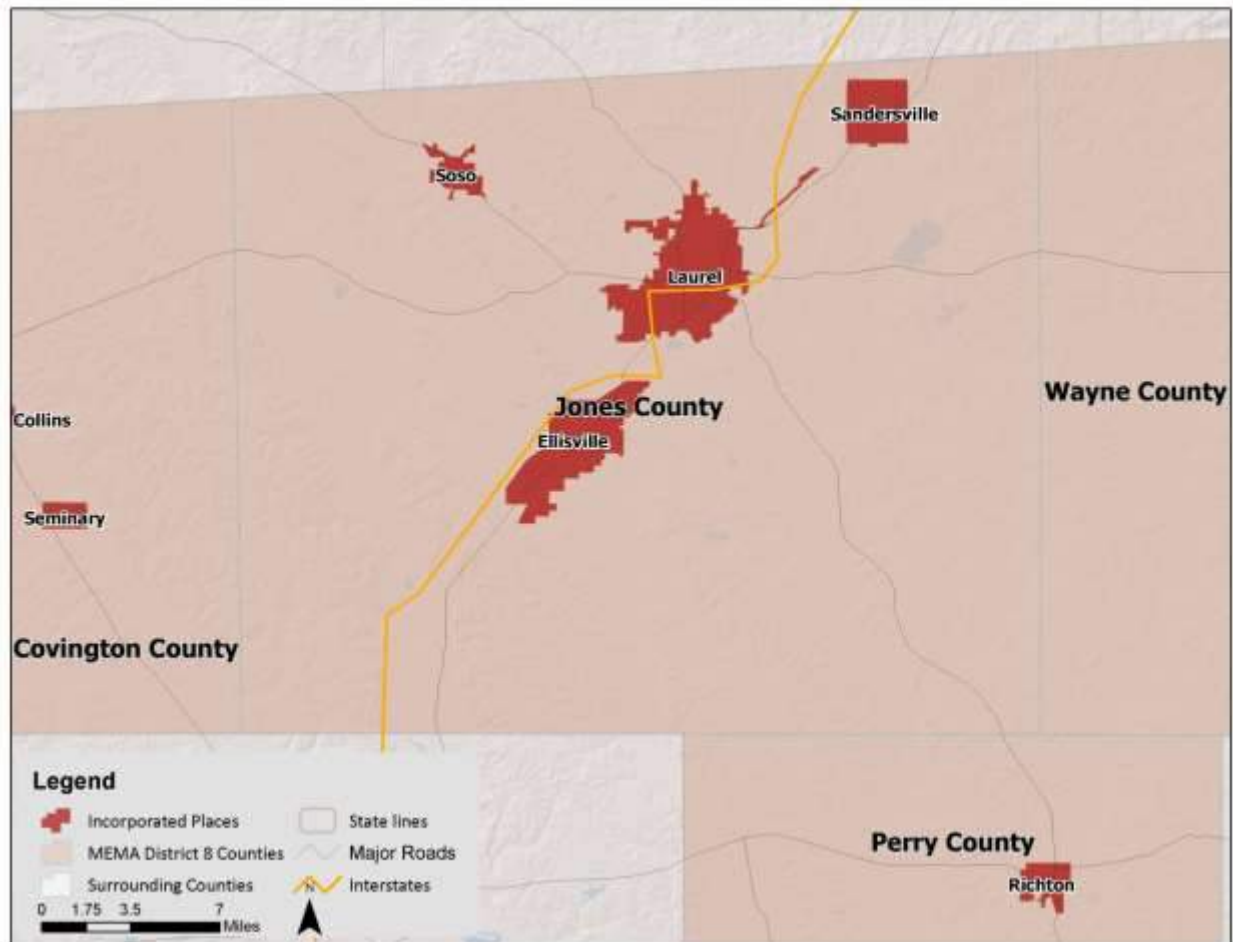 Sandersville
Soso
Laurel
Wayne County
Jones County
Collins
Ellisville
Seminary
Covington County
Legend
Incorporated Places
State lines
MEMA District 8 Counties
Major Roads
Surrounding Counties
N
Interstates
0 1.75 3.5 7
Miles
Perry County
Richton